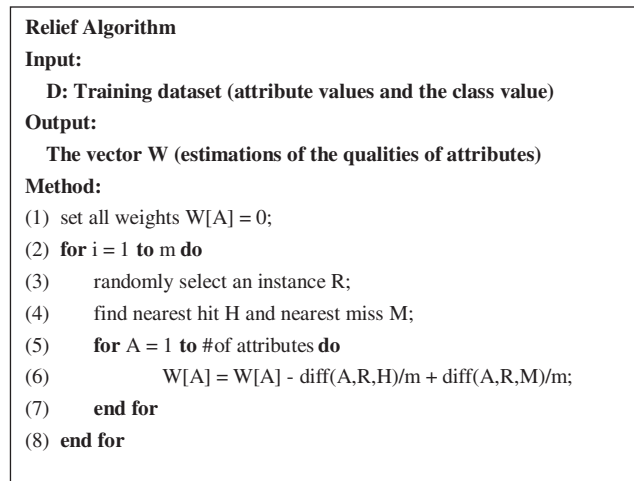 Relief Algorithm
Input:
D: Training dataset (attribute values and the class value)
Output:
The vector W (estimations of the qualities of attributes)
Method:
(1) set all weights W[A] = 0;
(2) for i = 1 to m do
(3) randomly select an instance R;
(4) find nearest hit H and nearest miss M;
(5) for A = 1 to #of attributes do
(6) W[A] = W[A] - diff(A,R,H)/m + diff(A,R,M)/m;
(7) end for
(8) end for